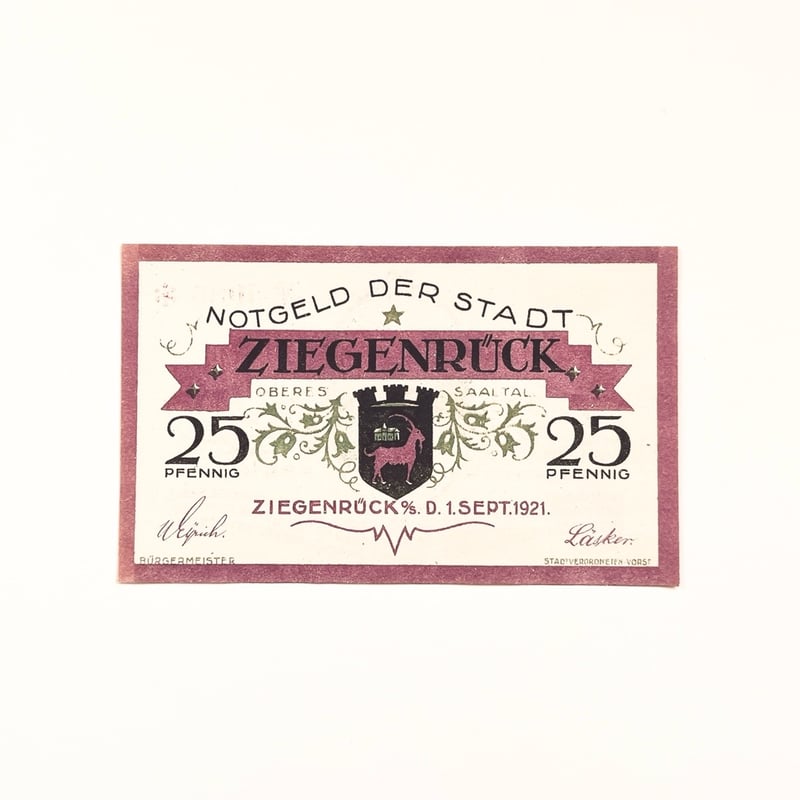 NOTGELD DER STADT
ZIEGENRÜCK
OBERES SAALTAL
25 25
PFENNIG PFENNIG
ZIEGENRÜCK a/S. D. 1. SEPT. 1921.
Läsker.
BÜRGERMEISTER STADTVERORDNETEN-VORST